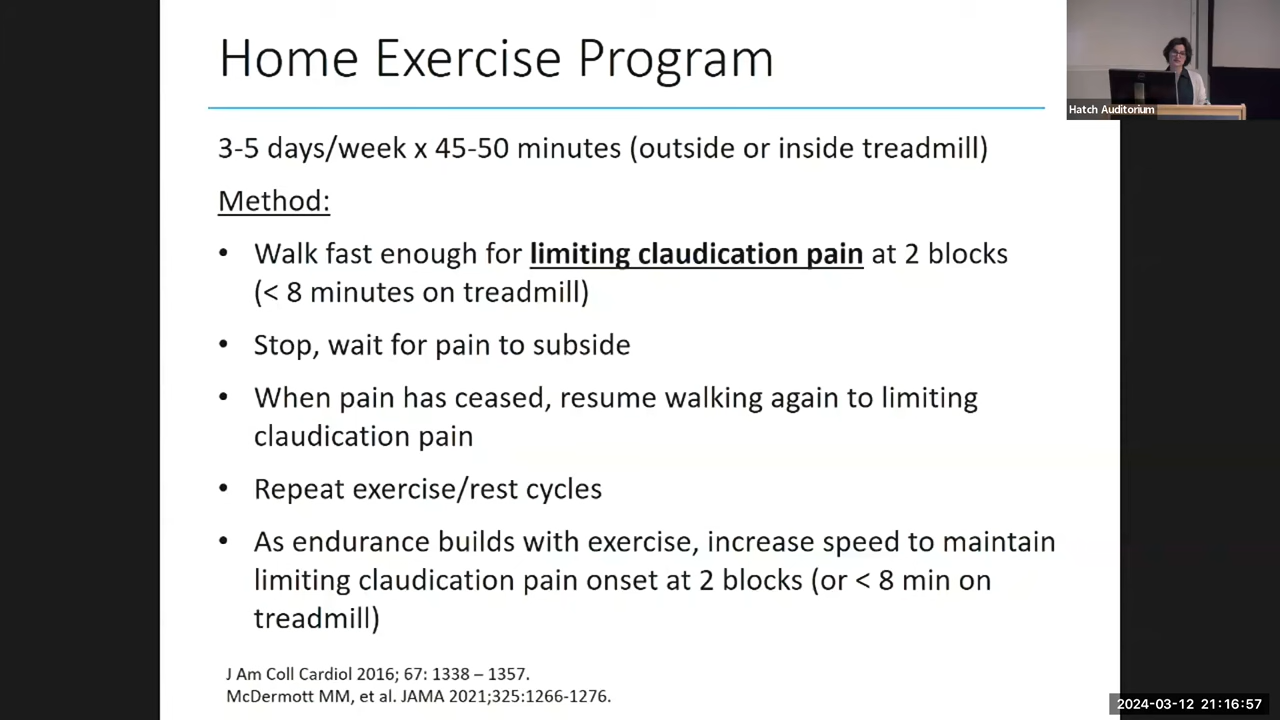 Home Exercise Program
Hatch Auditorium
3-5 days/week x 45-50 minutes (outside or inside treadmill)
Method:
• Walk fast enough for limiting claudication pain at 2 blocks
(< 8 minutes on treadmill)
• Stop, wait for pain to subside
• When pain has ceased, resume walking again to limiting
claudication pain
• Repeat exercise/rest cycles
• As endurance builds with exercise, increase speed to maintain
limiting claudication pain onset at 2 blocks (or < 8 min on
treadmill)
J Am Coll Cardiol 2016; 67: 1338 – 1357.
McDermott MM, et al. JAMA 2021;325:1266-1276.
2024-03-12 21:16:57